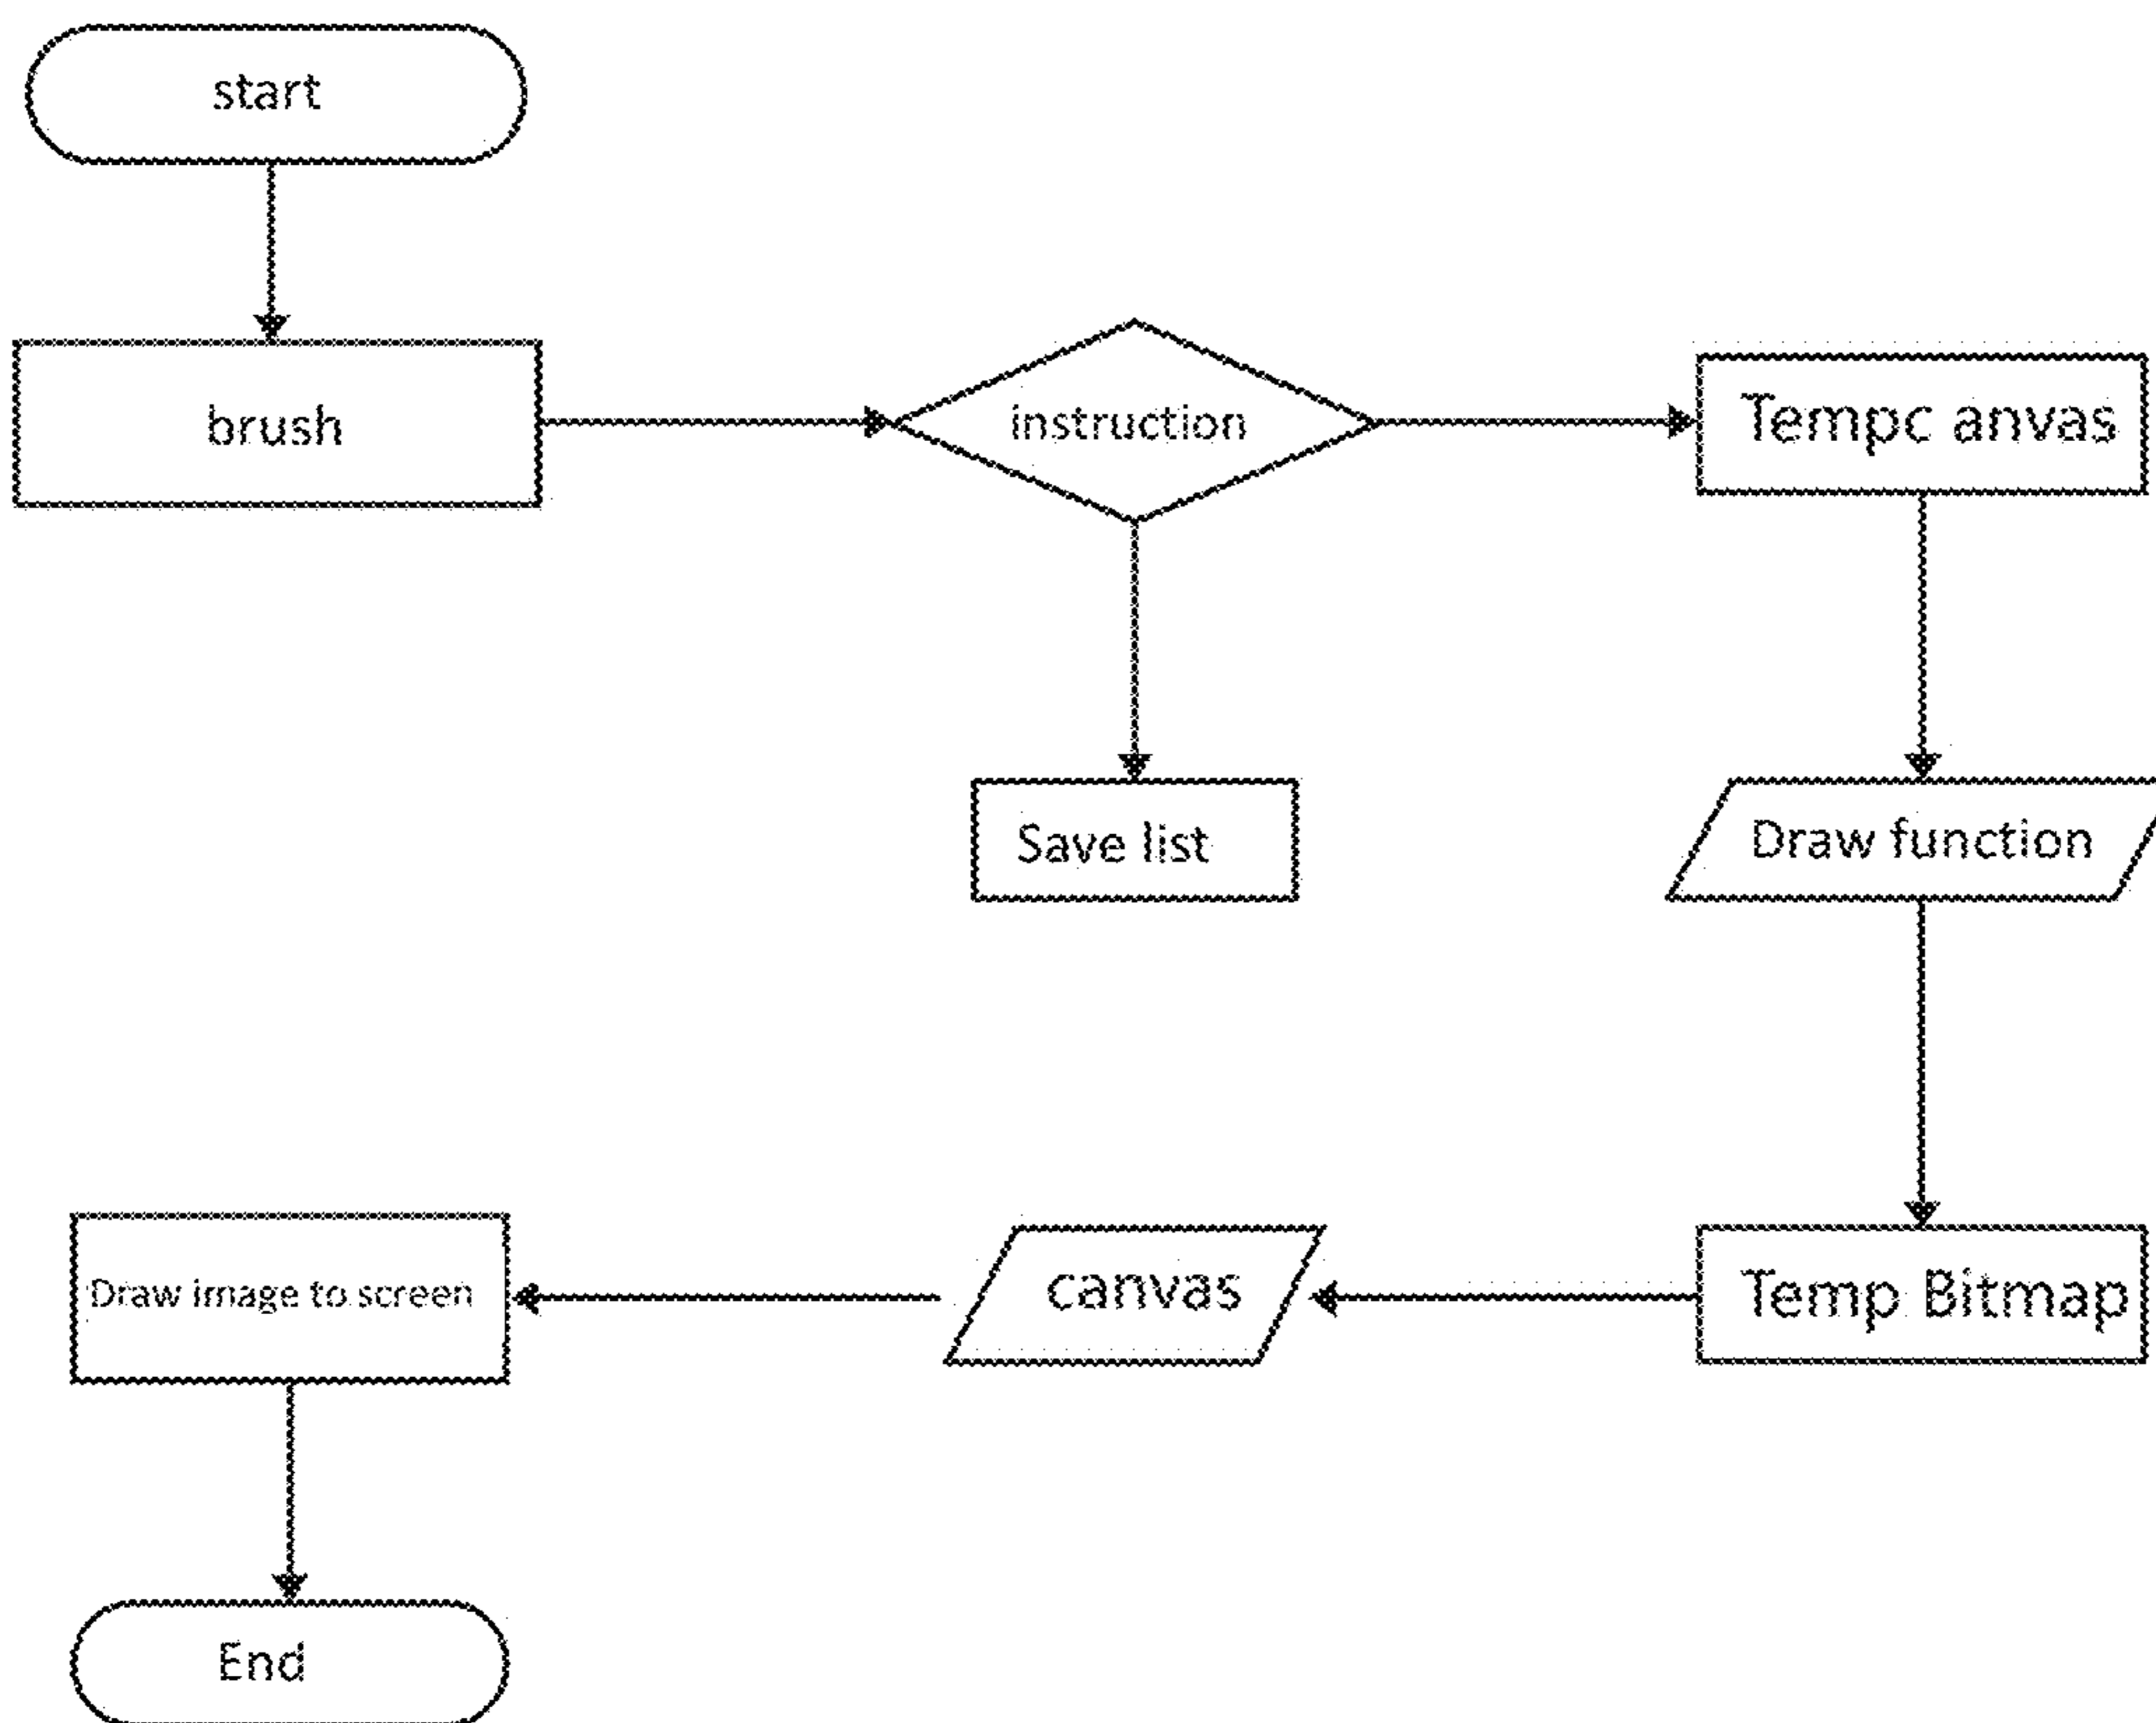 start
brush
instruction
Tempc anvas
Save list
Draw function
Draw image to screen
canvas
Temp Bitmap
End